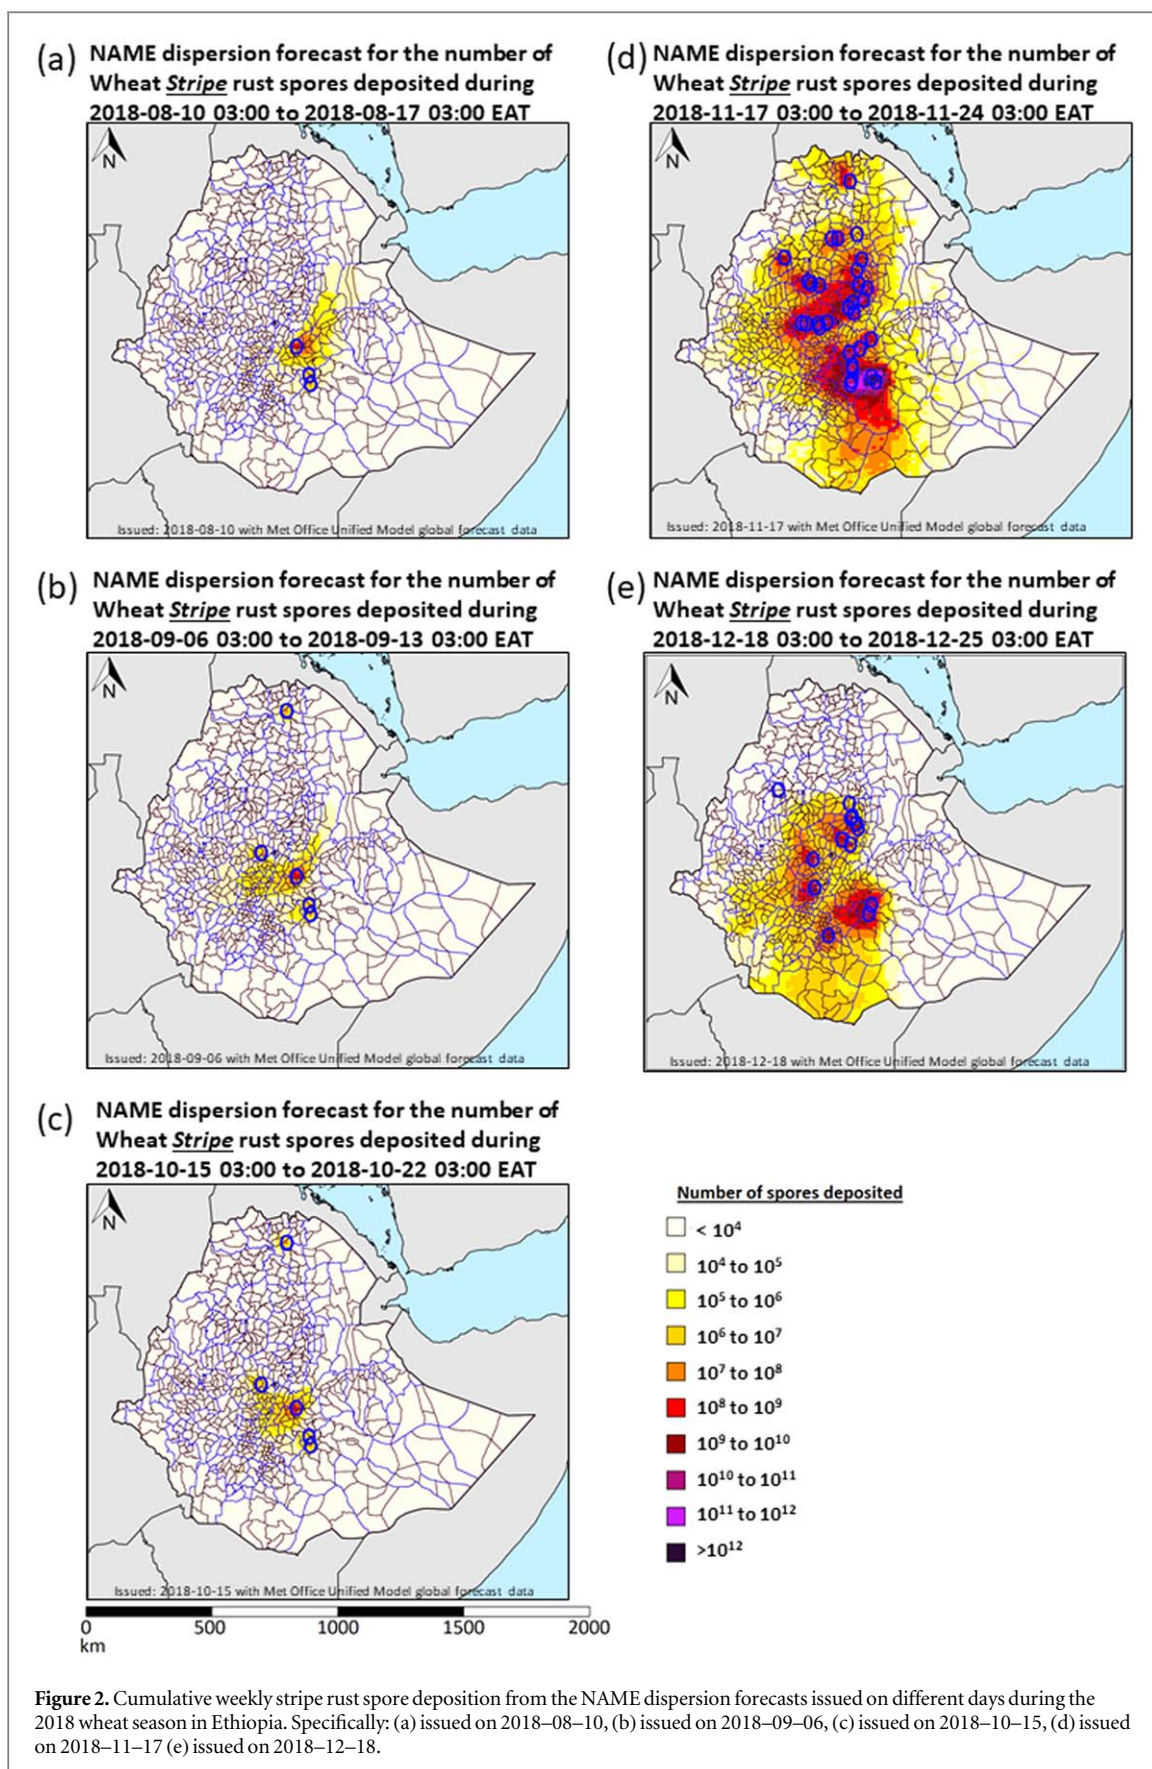 (a) NAME dispersion forecast for the number of
Wheat Stripe rust spores deposited during
2018-08-10 03:00 to 2018-08-17 03:00 EAT
N
Issued: 2018-08-10 with Met Office Unified Model global forecast data
(b) NAME dispersion forecast for the number of
Wheat Stripe rust spores deposited during
2018-09-06 03:00 to 2018-09-13 03:00 EAT
N
Issued: 2018-09-06 with Met Office Unified Model global forecast data
(c) NAME dispersion forecast for the number of
Wheat Stripe rust spores deposited during
2018-10-15 03:00 to 2018-10-22 03:00 EAT
N
Issued: 2018-10-15 with Met Office Unified Model global forecast data
0 500 1000 1500 2000
km
(d) NAME dispersion forecast for the number of
Wheat Stripe rust spores deposited during
2018-11-17 03:00 to 2018-11-24 03:00 EAT
N
Issued: 2018-11-17 with Met Office Unified Model global forecast data
(e) NAME dispersion forecast for the number of
Wheat Stripe rust spores deposited during
2018-12-18 03:00 to 2018-12-25 03:00 EAT
N
Issued: 2018-12-18 with Met Office Unified Model global forecast data
Number of spores deposited
< 10⁴
10⁴ to 10⁵
10⁵ to 10⁶
10⁶ to 10⁷
10⁷ to 10⁸
10⁸ to 10⁹
10⁹ to 10¹⁰
10¹⁰ to 10¹¹
10¹¹ to 10¹²
>10¹²
Figure 2. Cumulative weekly stripe rust spore deposition from the NAME dispersion forecasts issued on different days during the
2018 wheat season in Ethiopia. Specifically: (a) issued on 2018–08–10, (b) issued on 2018–09–06, (c) issued on 2018–10–15, (d) issued
on 2018–11–17 (e) issued on 2018–12–18.